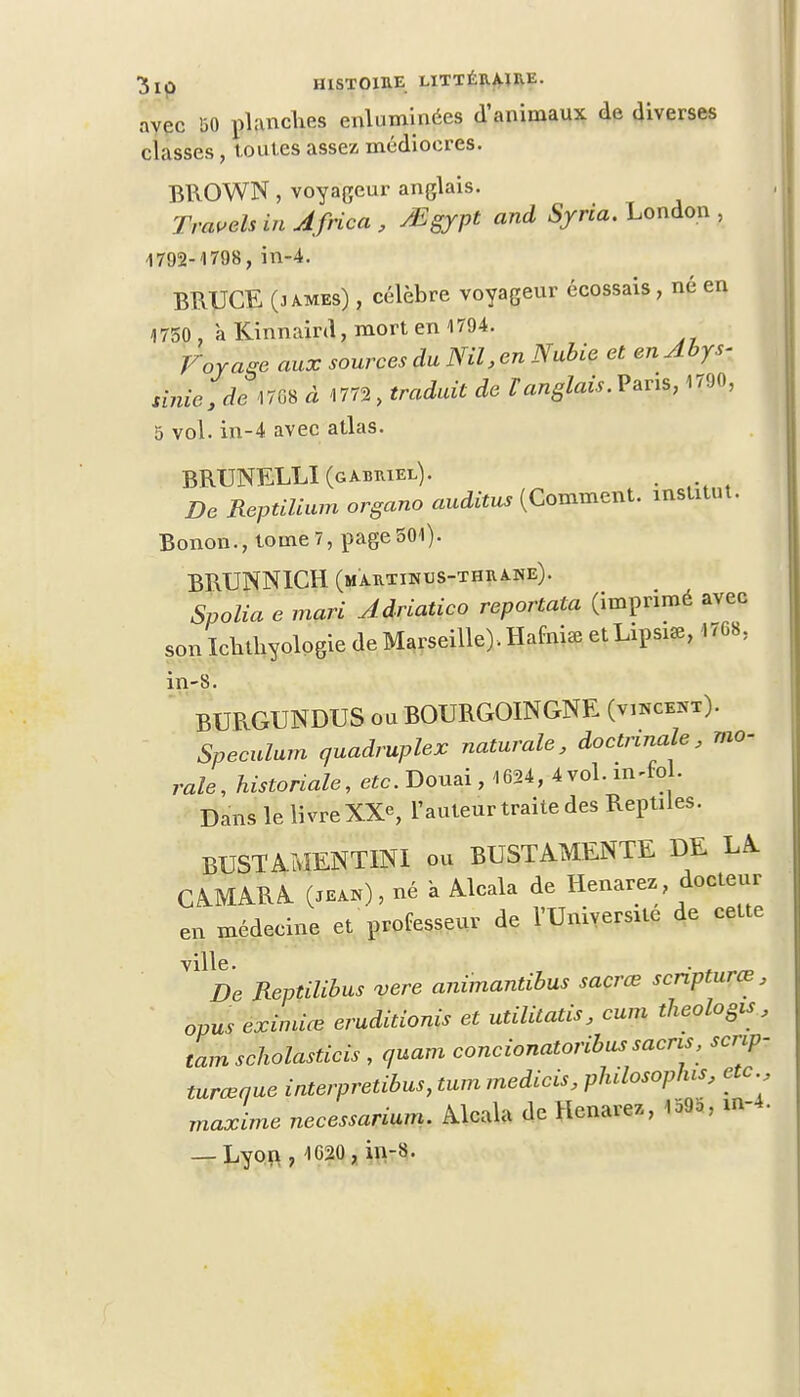 310 HISTOIRE LITTÉRAIRE.
avec 50 planches enluminées d'animaux de diverses
classes, toutes assez médiocres.
BROWN, voyageur anglais.
Travels in Africa, Ægypt and Syria. London,
1792-1798, in-4.
BRUCE (JAMES), célèbre voyageur écossais, né en
1750, à Kinnaird, mort en 1794.
Voyage aux sources du Nil, en Nubie et en Abys-
sinie, de 1768 à 1772, traduit de l'anglais. Paris, 1790,
5 vol. in-4 avec atlas.
BRUNELLI (GABRIEL).
De Reptilium organo auditus (Comment. institut.
Bonon., tome 7, page 501).
BRUNNICH (MARTINUS-THRANE).
Spolia e mari Adriatico reportata (imprimé avec
son Ichthyologie de Marseille). Hafniæ et Lipsiæ, 1768,
in-8.
BURGUNDUS ou BOURGOINGNE (VINCENT).
Speculum quadruplex naturale, doctrinale, mo-
rale, historiale, etc. Douai, 1624, 4 vol. in-fol.
Dans le livre XXe, l'auteur traite des Reptiles.
BUSTAMENTINI ou BUSTAMENTE DE LA
CAMARA (JEAN), né à Alcala de Henarez, docteur
en médecine et professeur de l'Université de cette
ville.
De Reptilibus vere animantibus sacræ scripturæ,
opus eximiæ eruditionis et utilitatis, cum theologis,
tam scholasticis, quam concionatoribus sacris, scrip-
turæque interpretibus, tum medicis, philosophis, etc.,
maxime necessarium. Alcala de Henarez, 1595, in-4.
— Lyon, 1620, in-8.